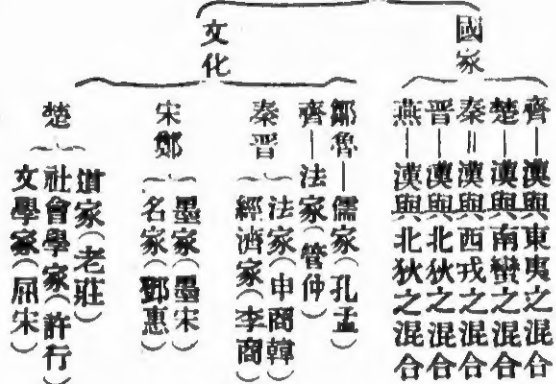 國家
齊—漢與東夷之混合
楚—漢與南蠻之混合
秦—漢與西戎之混合
晋—漢與北狄之混合
燕—漢與北狄之混合
文化
鄒魯—儒家(孔孟)
齊—法家(管仲)
秦晋
法家(申商韓)
經濟家(李商)
宋鄭
墨家(墨宋)
名家(鄧惠)
楚
道家(老莊)
社會學家(許行)
文學家(屈宋)